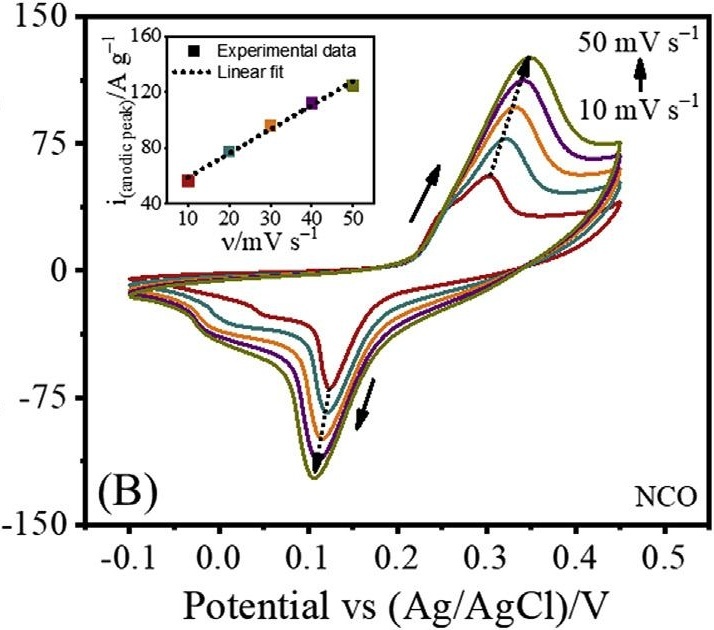 150
75
0
-75
-150
160
120
80
40
i(anodic peak)/A g⁻¹
Experimental data
Linear fit
10 20 30 40 50
ν/mV s⁻¹
50 mV s⁻¹
10 mV s⁻¹
(B)
NCO
-0.1 0.0 0.1 0.2 0.3 0.4 0.5
Potential vs (Ag/AgCl)/V